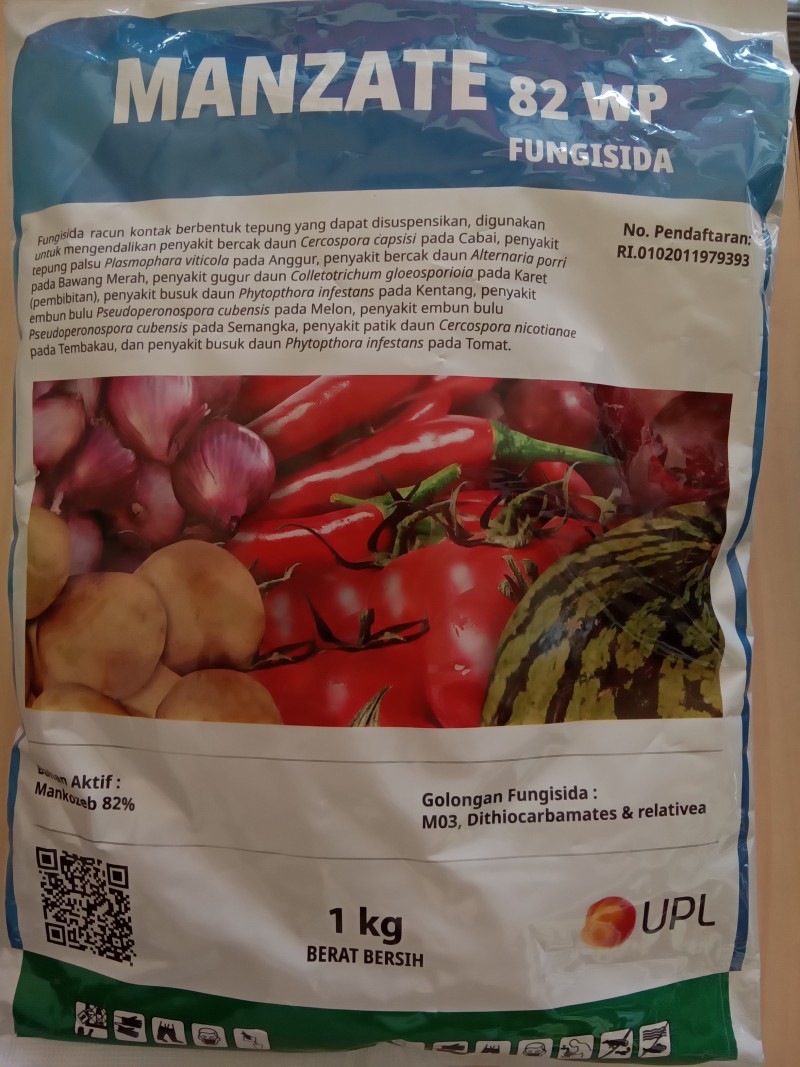 MANZATE 82 WP
FUNGISIDA
Fungisida racun kontak berbentuk tepung yang dapat disuspensikan, digunakan
untuk mengendalikan penyakit bercak daun Cercospora capsisi pada Cabai, penyakit
tepung palsu Plasmophara viticola pada Anggur, penyakit bercak daun Alternaria porri
pada Bawang Merah, penyakit gugur daun Colletotrichum gloeosporioia pada Karet
(pembibitan), penyakit busuk daun Phytopthora infestans pada Kentang, penyakit
embun bulu Pseudoperonospora cubensis pada Melon, penyakit embun bulu
Pseudoperonospora cubensis pada Semangka, penyakit patik daun Cercospora nicotianae
pada Tembakau, dan penyakit busuk daun Phytopthora infestans pada Tomat.
No. Pendaftaran:
RI.0102011979393
Bahan Aktif :
Mankozeb 82%
Golongan Fungisida :
M03, Dithiocarbamates & relativea
1 kg
BERAT BERSIH
UPL